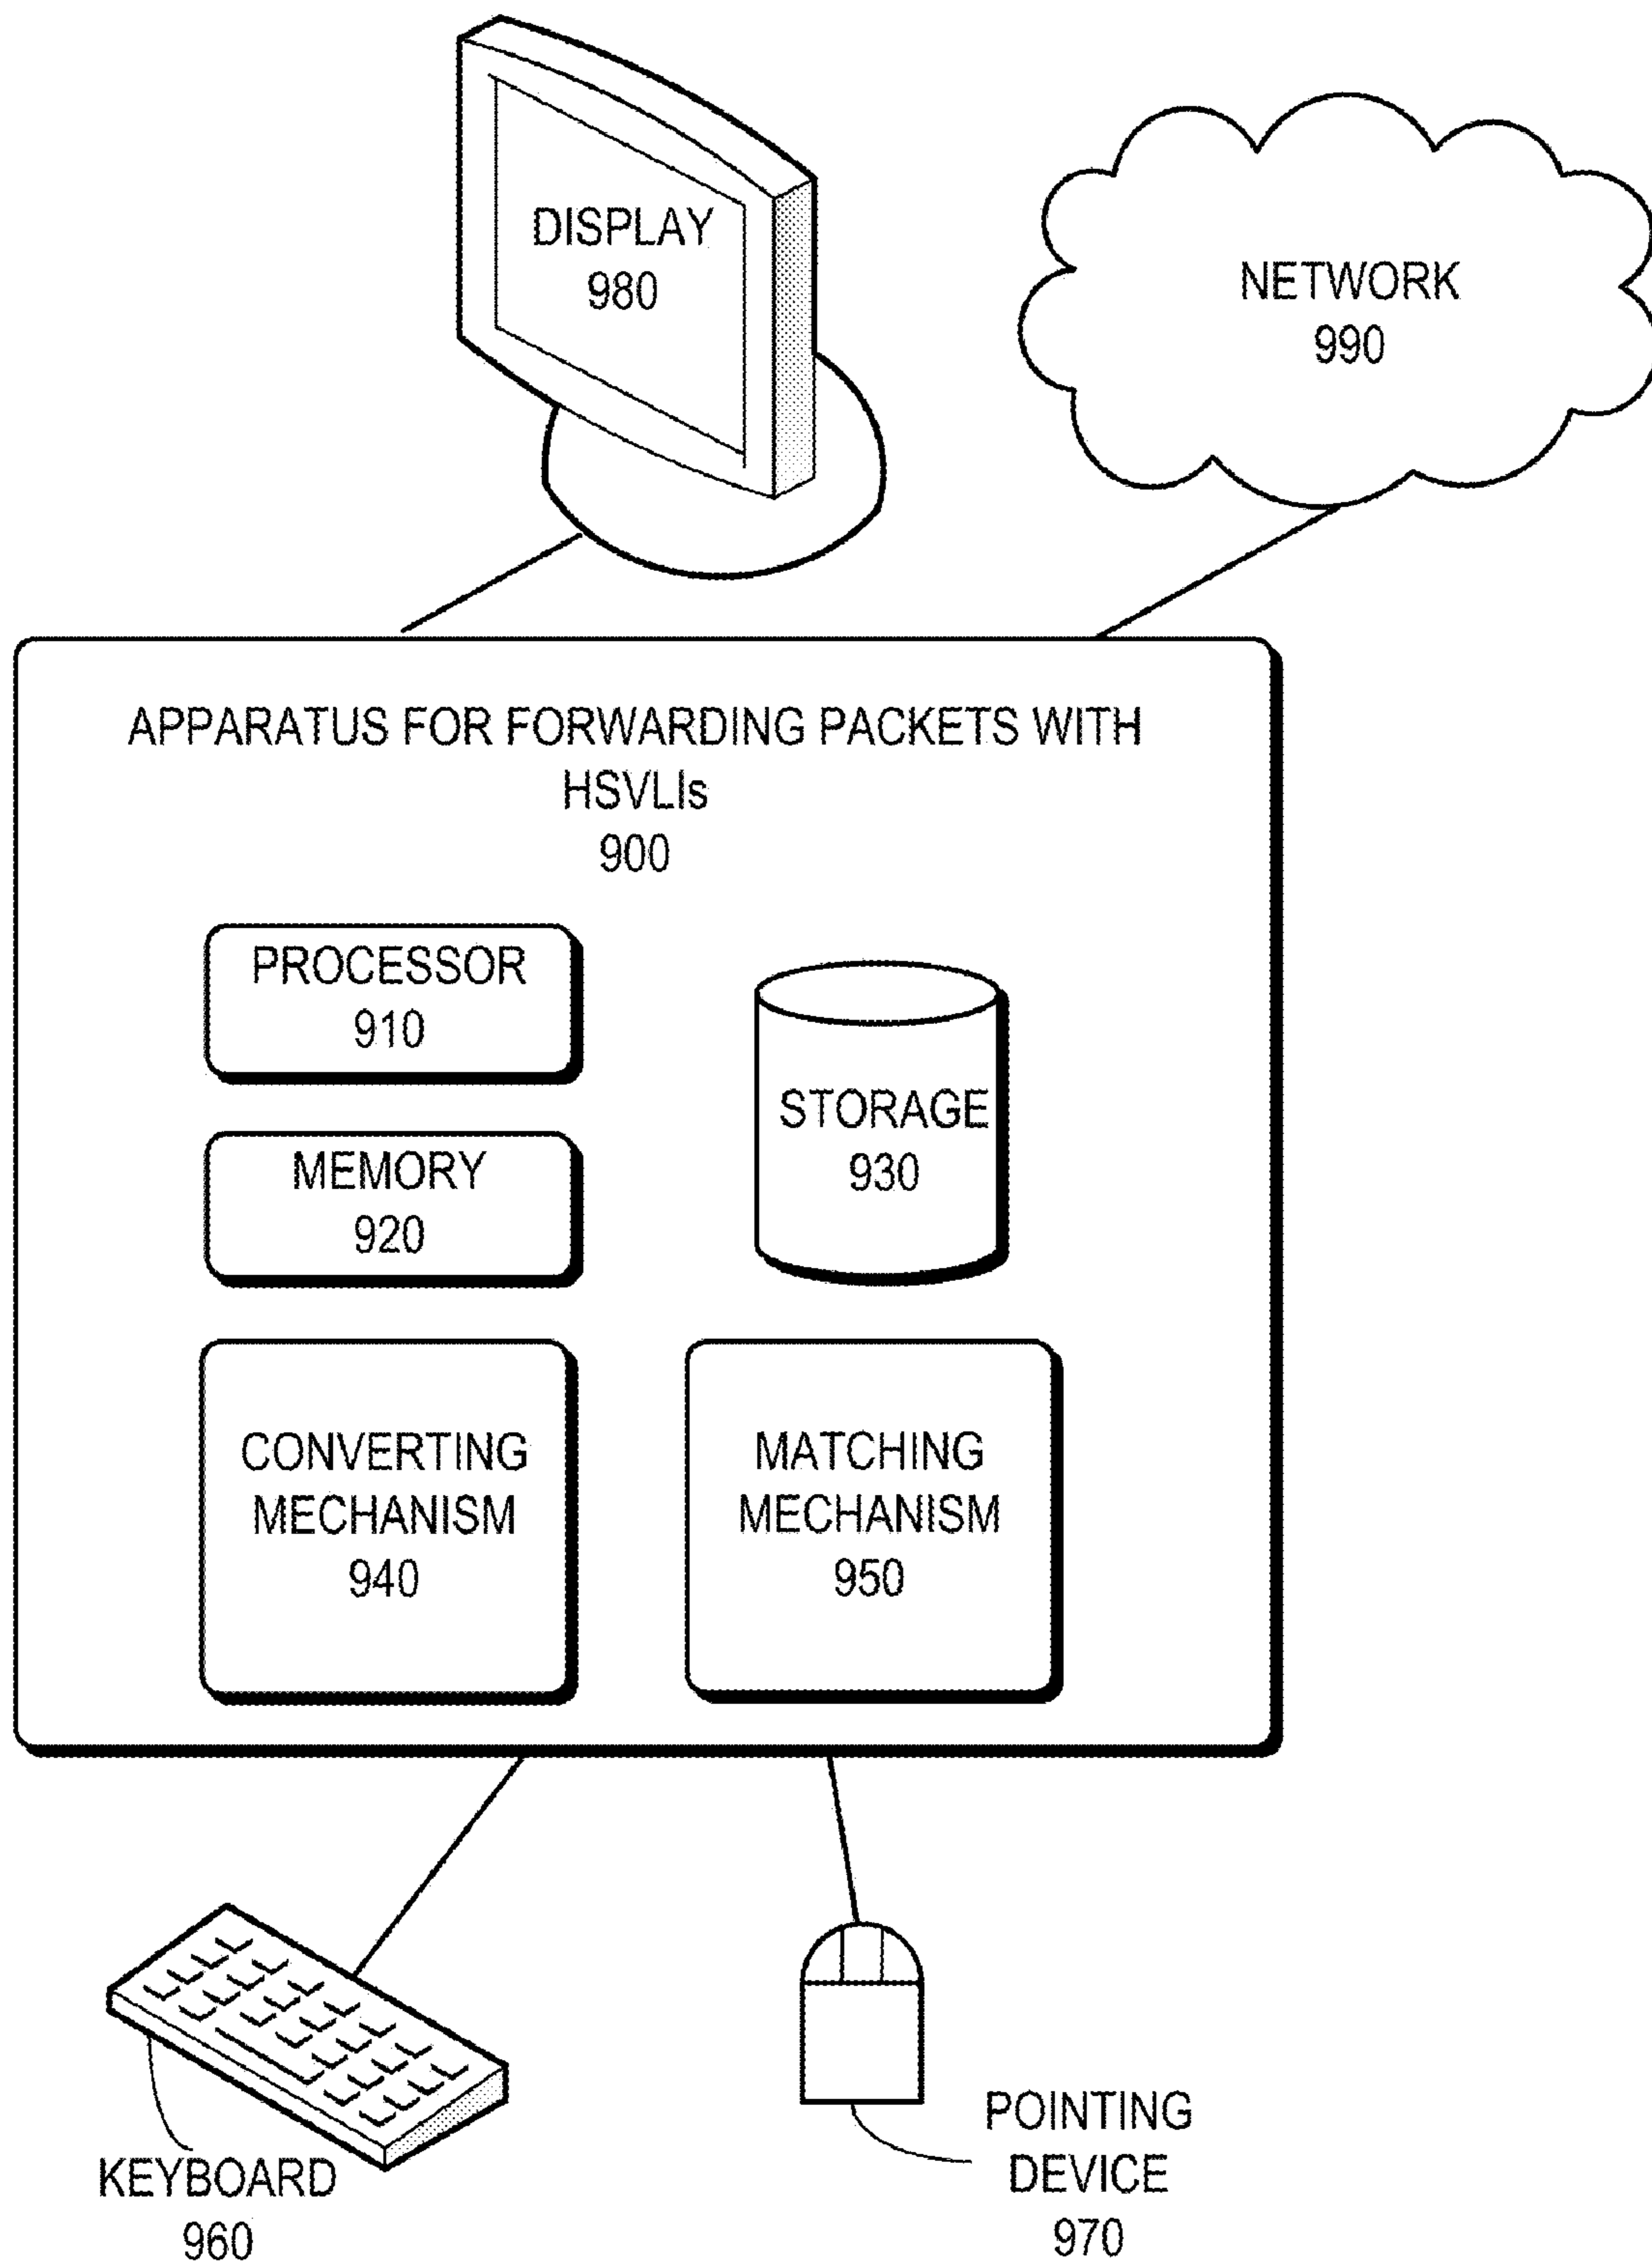 DISPLAY
980
NETWORK
990
APPARATUS FOR FORWARDING PACKETS WITH
HSVLIs
900
PROCESSOR
910
STORAGE
930
MEMORY
920
CONVERTING
MECHANISM
940
MATCHING
MECHANISM
950
KEYBOARD
960
POINTING
DEVICE
970